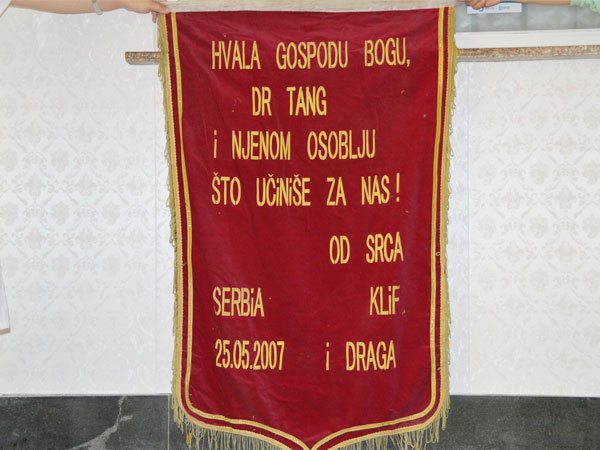 HVALA GOSPODU BOGU,
DR TANG
i NJENOM OSOBLJU
ŠTO UČiNiŠE ZA NAS!
OD SRCA
SERBiA KLiF
25.05.2007 i DRAGA